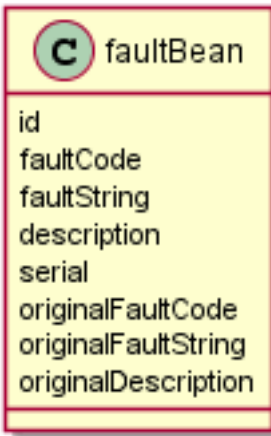 C faultBean
id
faultCode
faultString
description
serial
originalFaultCode
originalFaultString
originalDescription